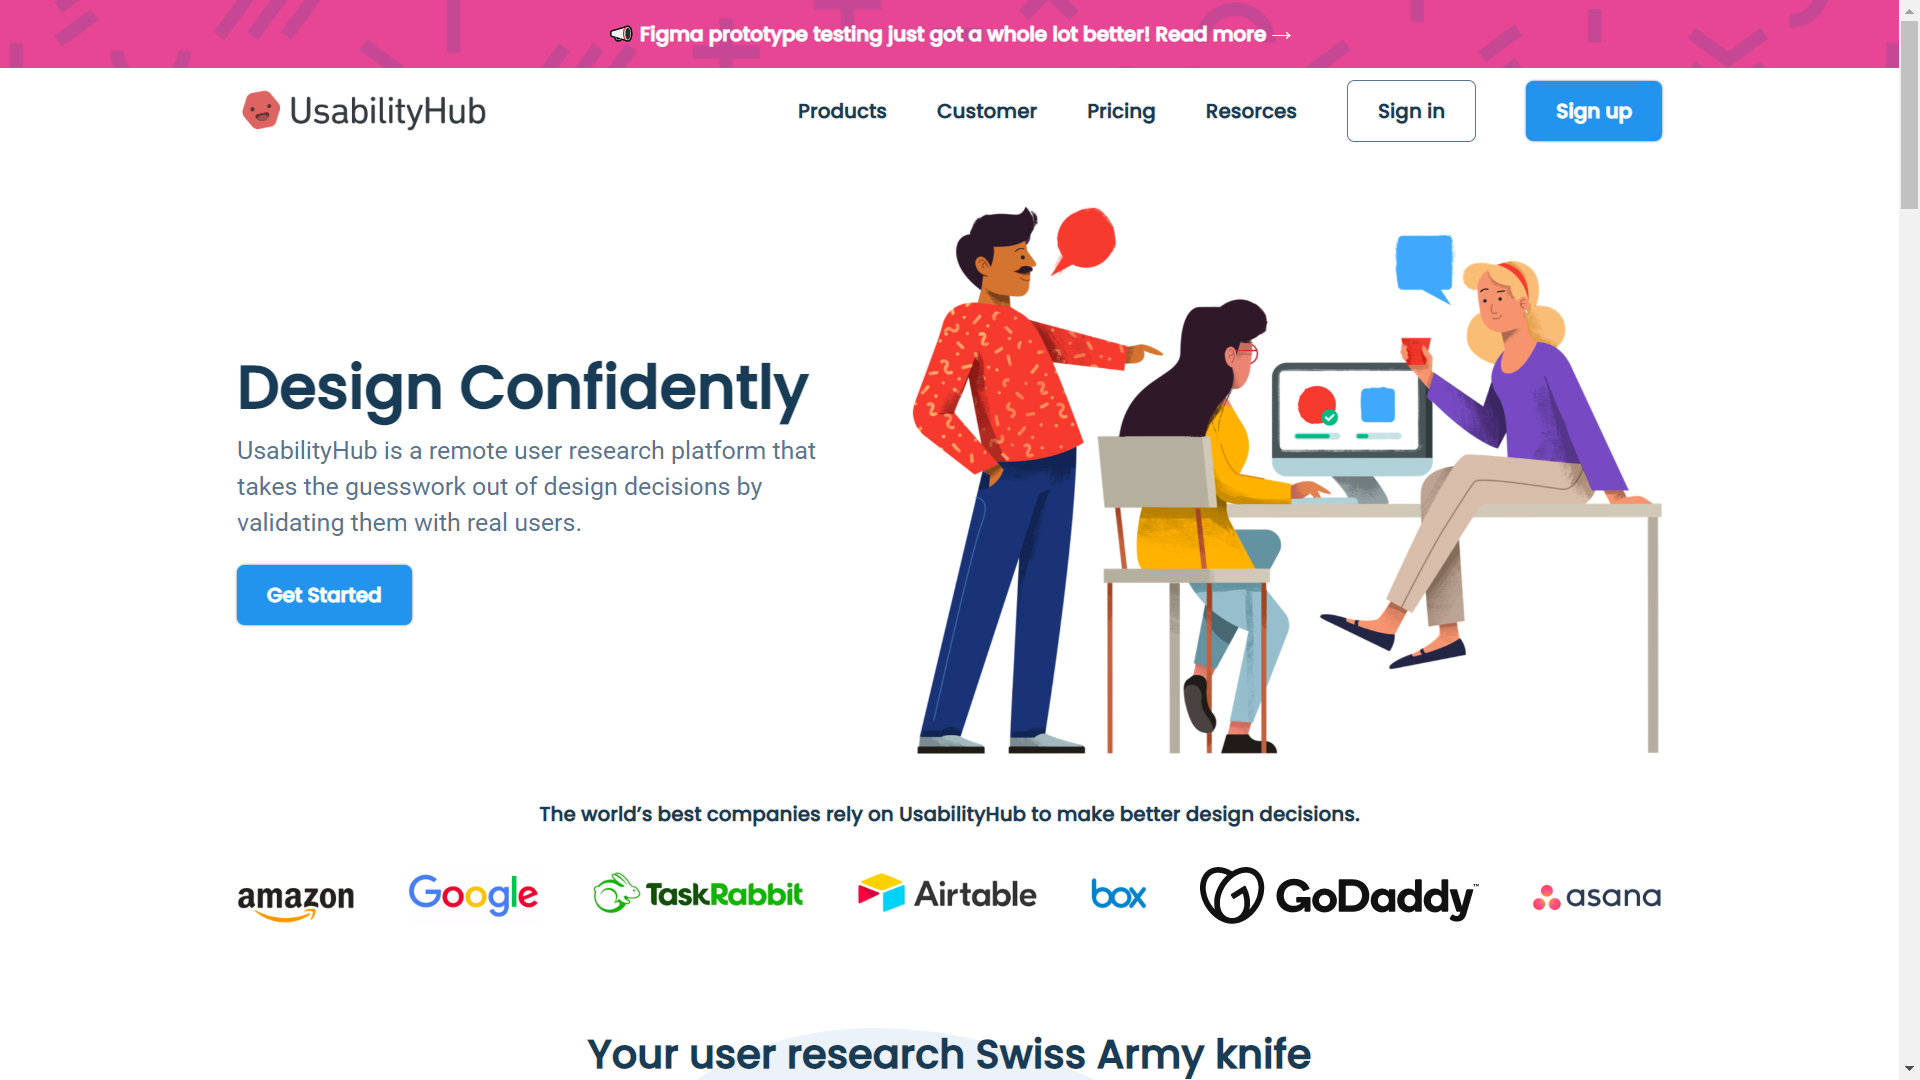 Figma prototype testing just got a whole lot better! Read more →
UsabilityHub
Products Customer Pricing Resorces Sign in Sign up
Design Confidently
UsabilityHub is a remote user research platform that
takes the guesswork out of design decisions by
validating them with real users.
Get Started
The world’s best companies rely on UsabilityHub to make better design decisions.
amazon Google TaskRabbit Airtable box GoDaddy™ asana
Your user research Swiss Army knife